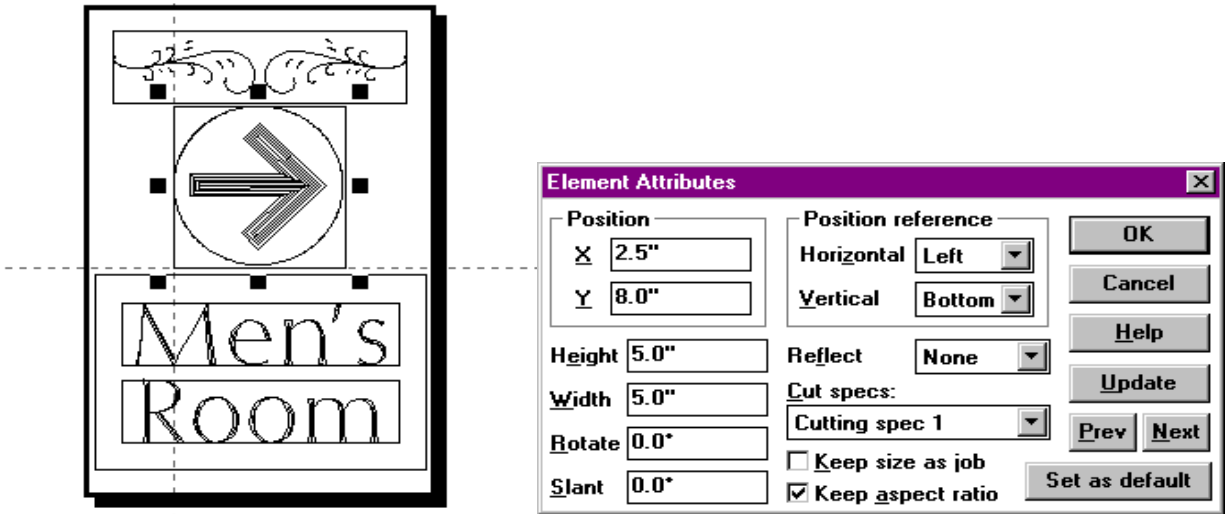 Men's
Room
Element Attributes
Position
X 2.5"
Y 8.0"
Position reference
Horizontal Left
Vertical Bottom
Height 5.0"
Width 5.0"
Rotate 0.0°
Slant 0.0°
Reflect None
Cut specs:
Cutting spec 1
Keep size as job
Keep aspect ratio
OK
Cancel
Help
Update
Prev Next
Set as default